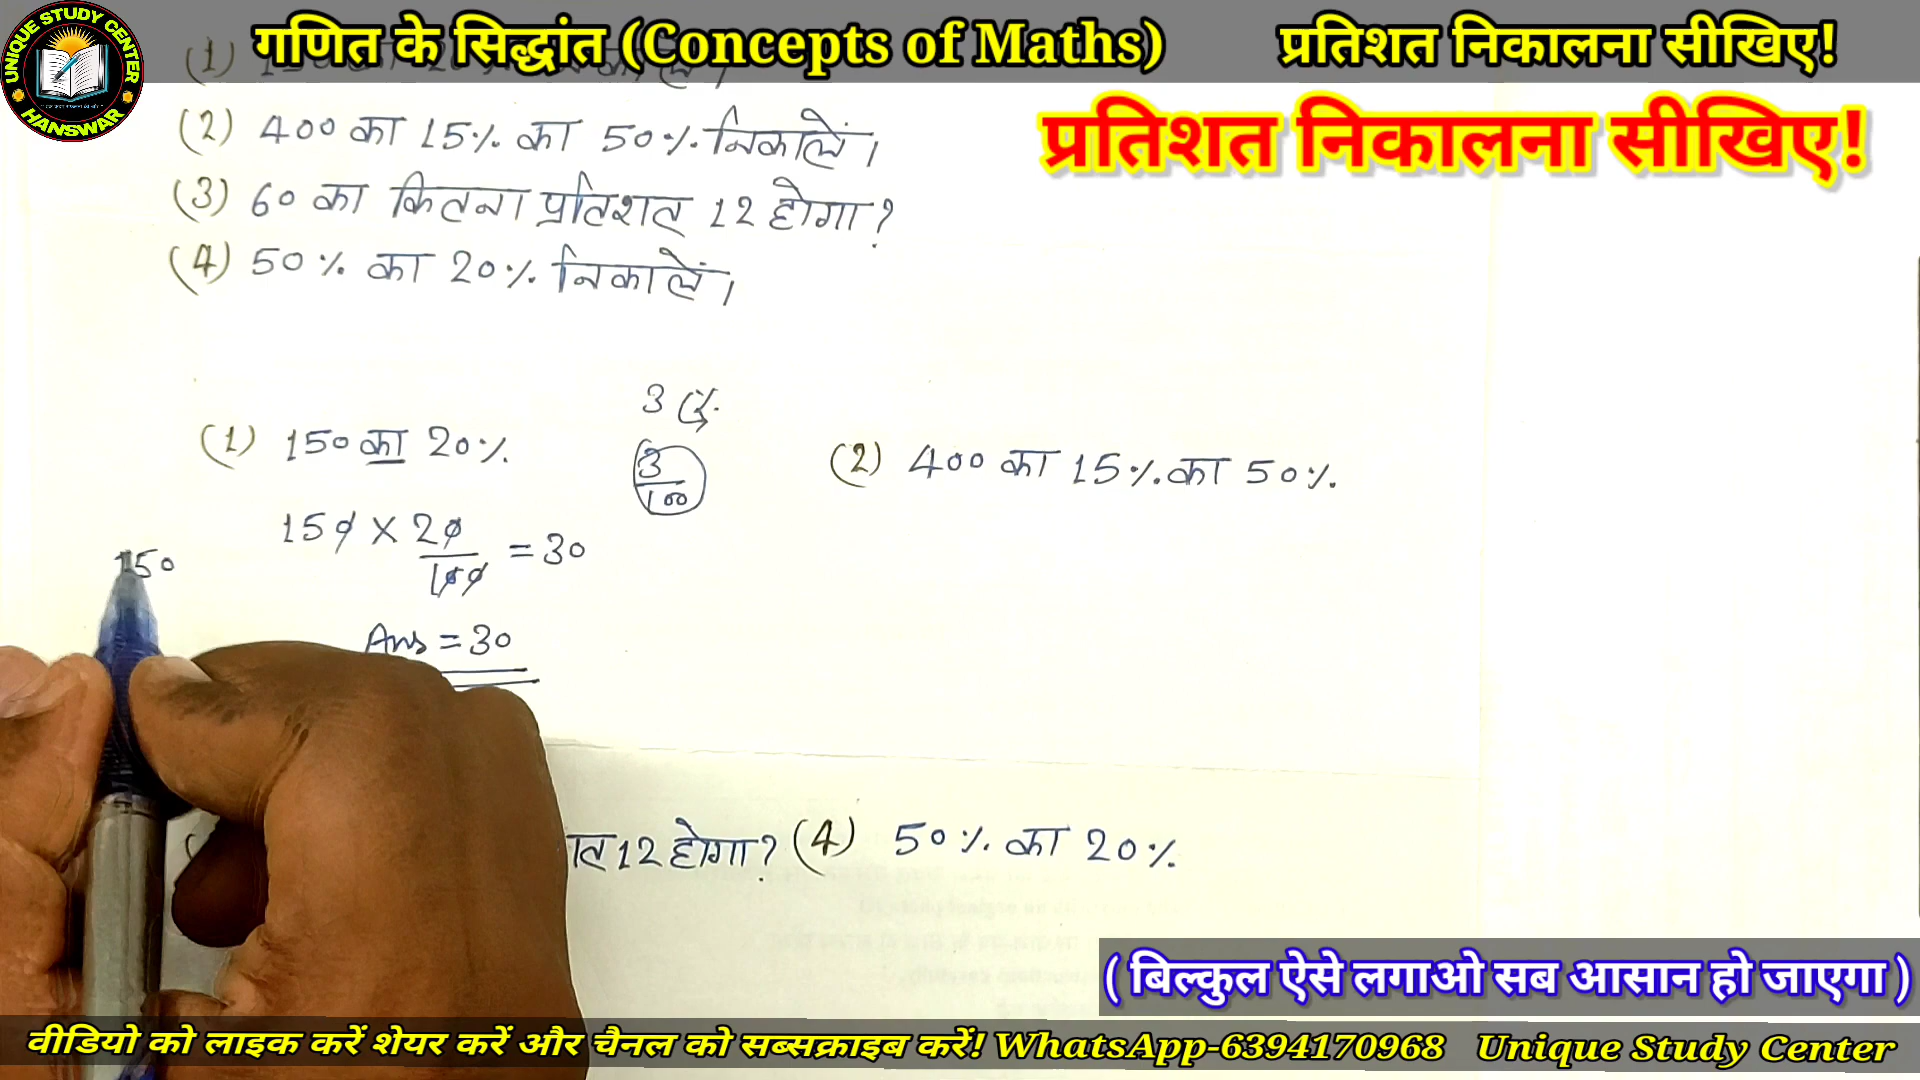 UNIQUE STUDY CENTER
HANSWAR
गणित के सिद्धांत (Concepts of Maths)
प्रतिशत निकालना सीखिए!
प्रतिशत निकालना सीखिए!
(1) 150 का 20%
(2) 400 का 15% का 50% निकालें।
(3) 60 का कितना प्रतिशत 12 होगा?
(4) 50% का 20% निकालें।
3%
3/100
(1) 150 का 20%
150 × 20/100 = 30
Ans = 30
150
(2) 400 का 15% का 50%
त 12 होगा?
(4) 50% का 20%
( बिल्कुल ऐसे लगाओ सब आसान हो जाएगा )
वीडियो को लाइक करें शेयर करें और चैनल को सब्सक्राइब करें! WhatsApp-6394170968 Unique Study Center